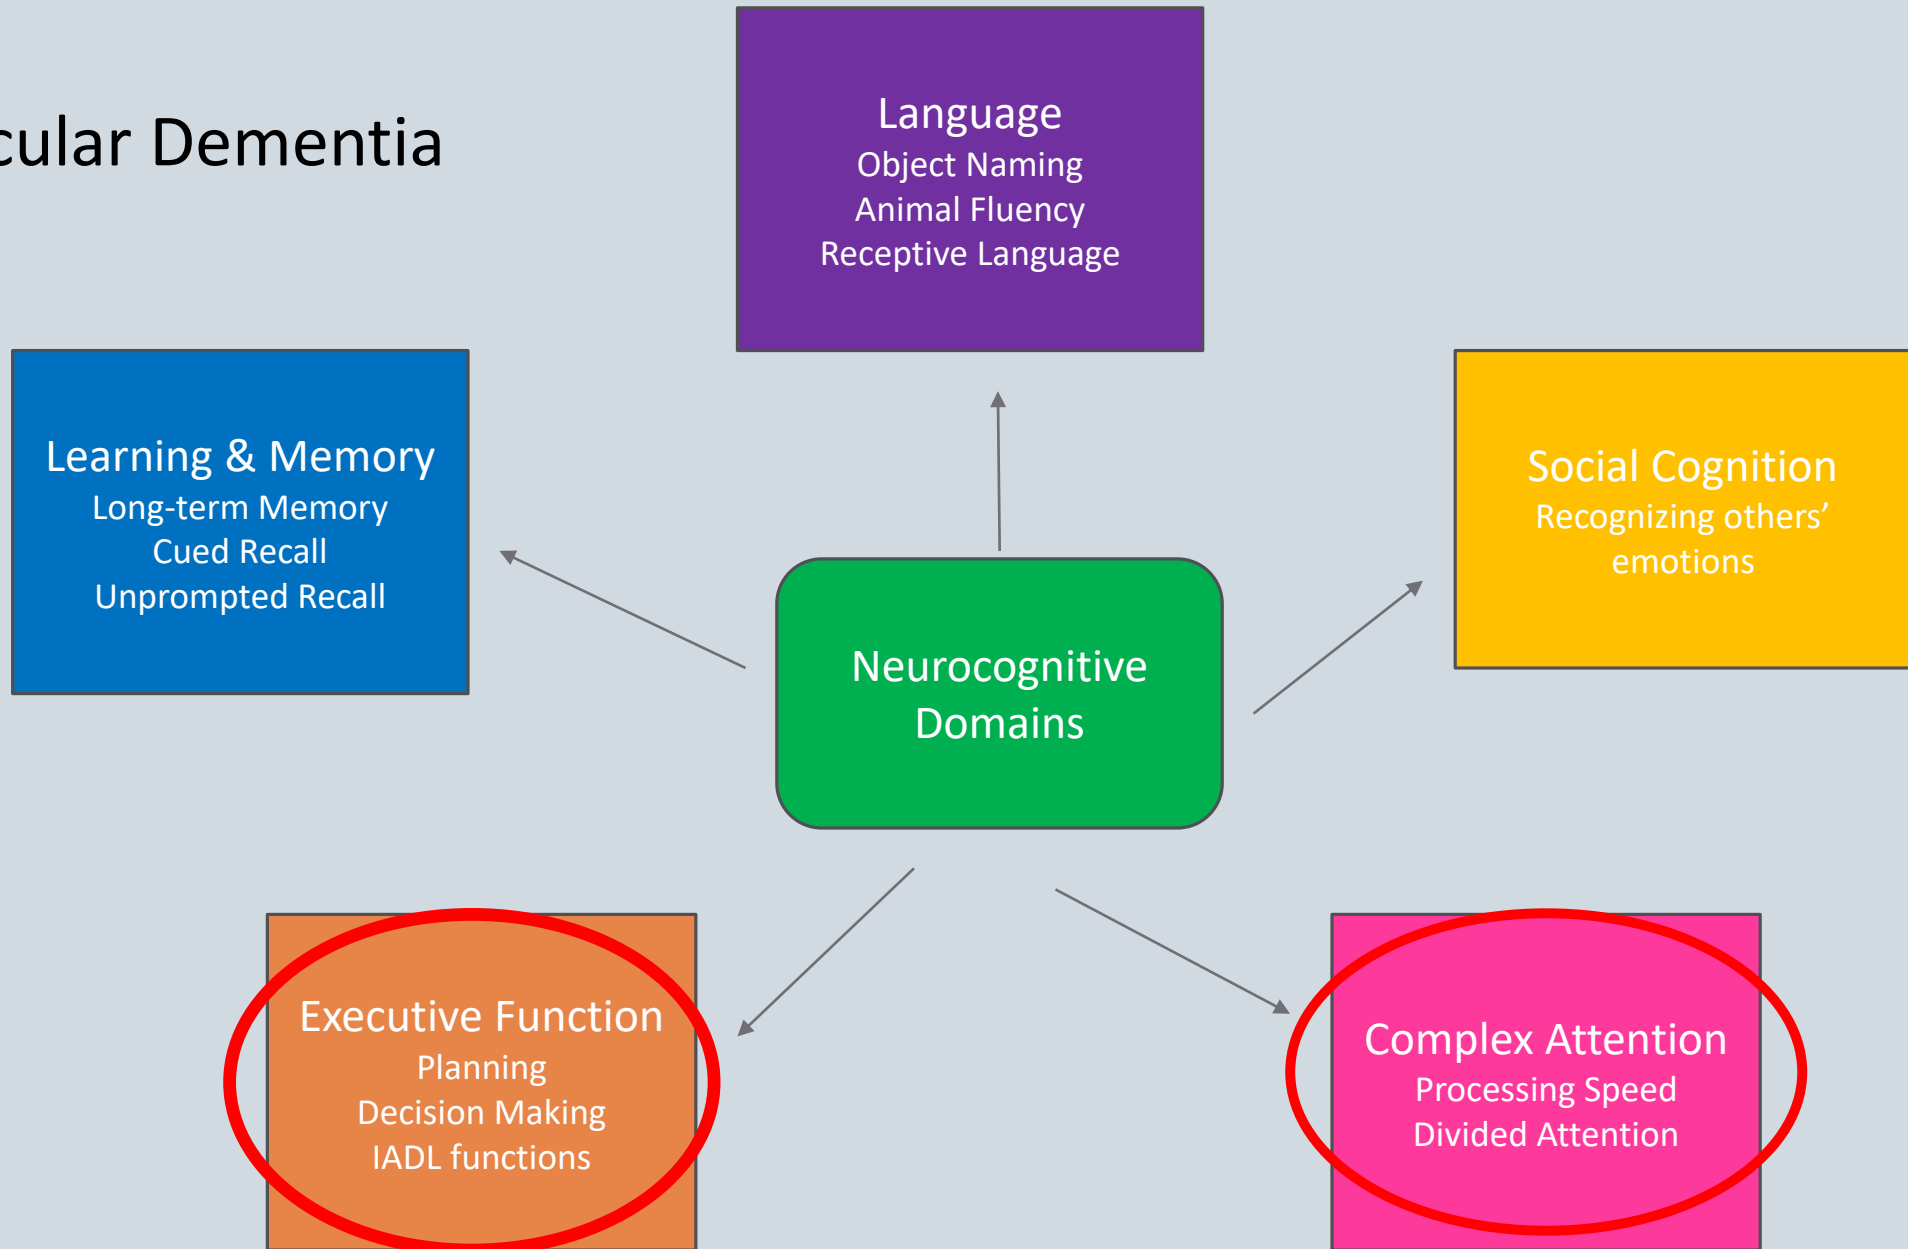 cular Dementia
Language
Object Naming
Animal Fluency
Receptive Language
Learning & Memory
Long-term Memory
Cued Recall
Unprompted Recall
Social Cognition
Recognizing others’
emotions
Neurocognitive
Domains
Executive Function
Planning
Decision Making
IADL functions
Complex Attention
Processing Speed
Divided Attention